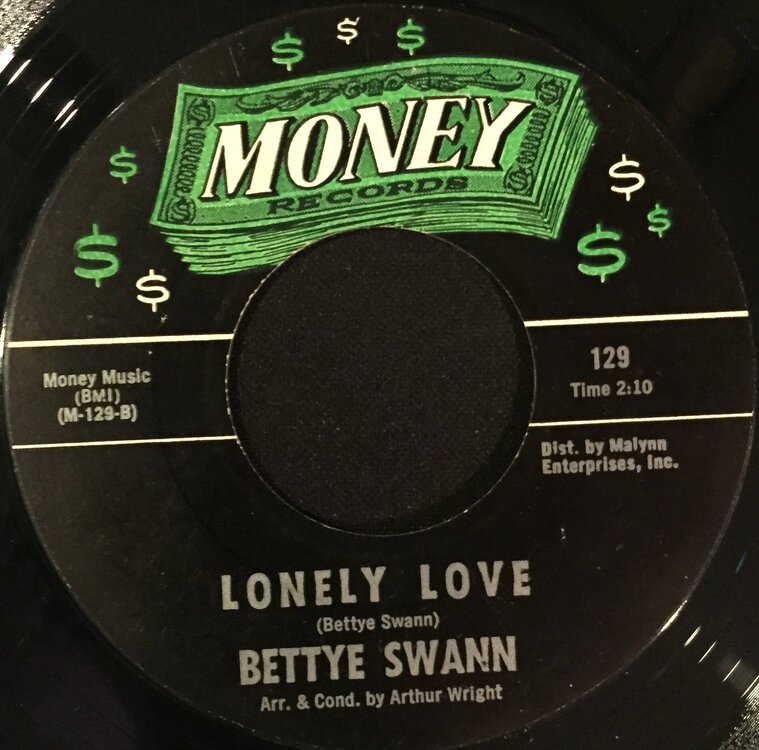 $ $ $
MONEY
RECORDS
$ $
$ $
$ $
$
Money Music
(BMI)
(M-129-B)
129
Time 2:10
Dist. by Malynn
Enterprises, Inc.
LONELY LOVE
(Bettye Swann)
BETTYE SWANN
Arr. & Cond. by Arthur Wright